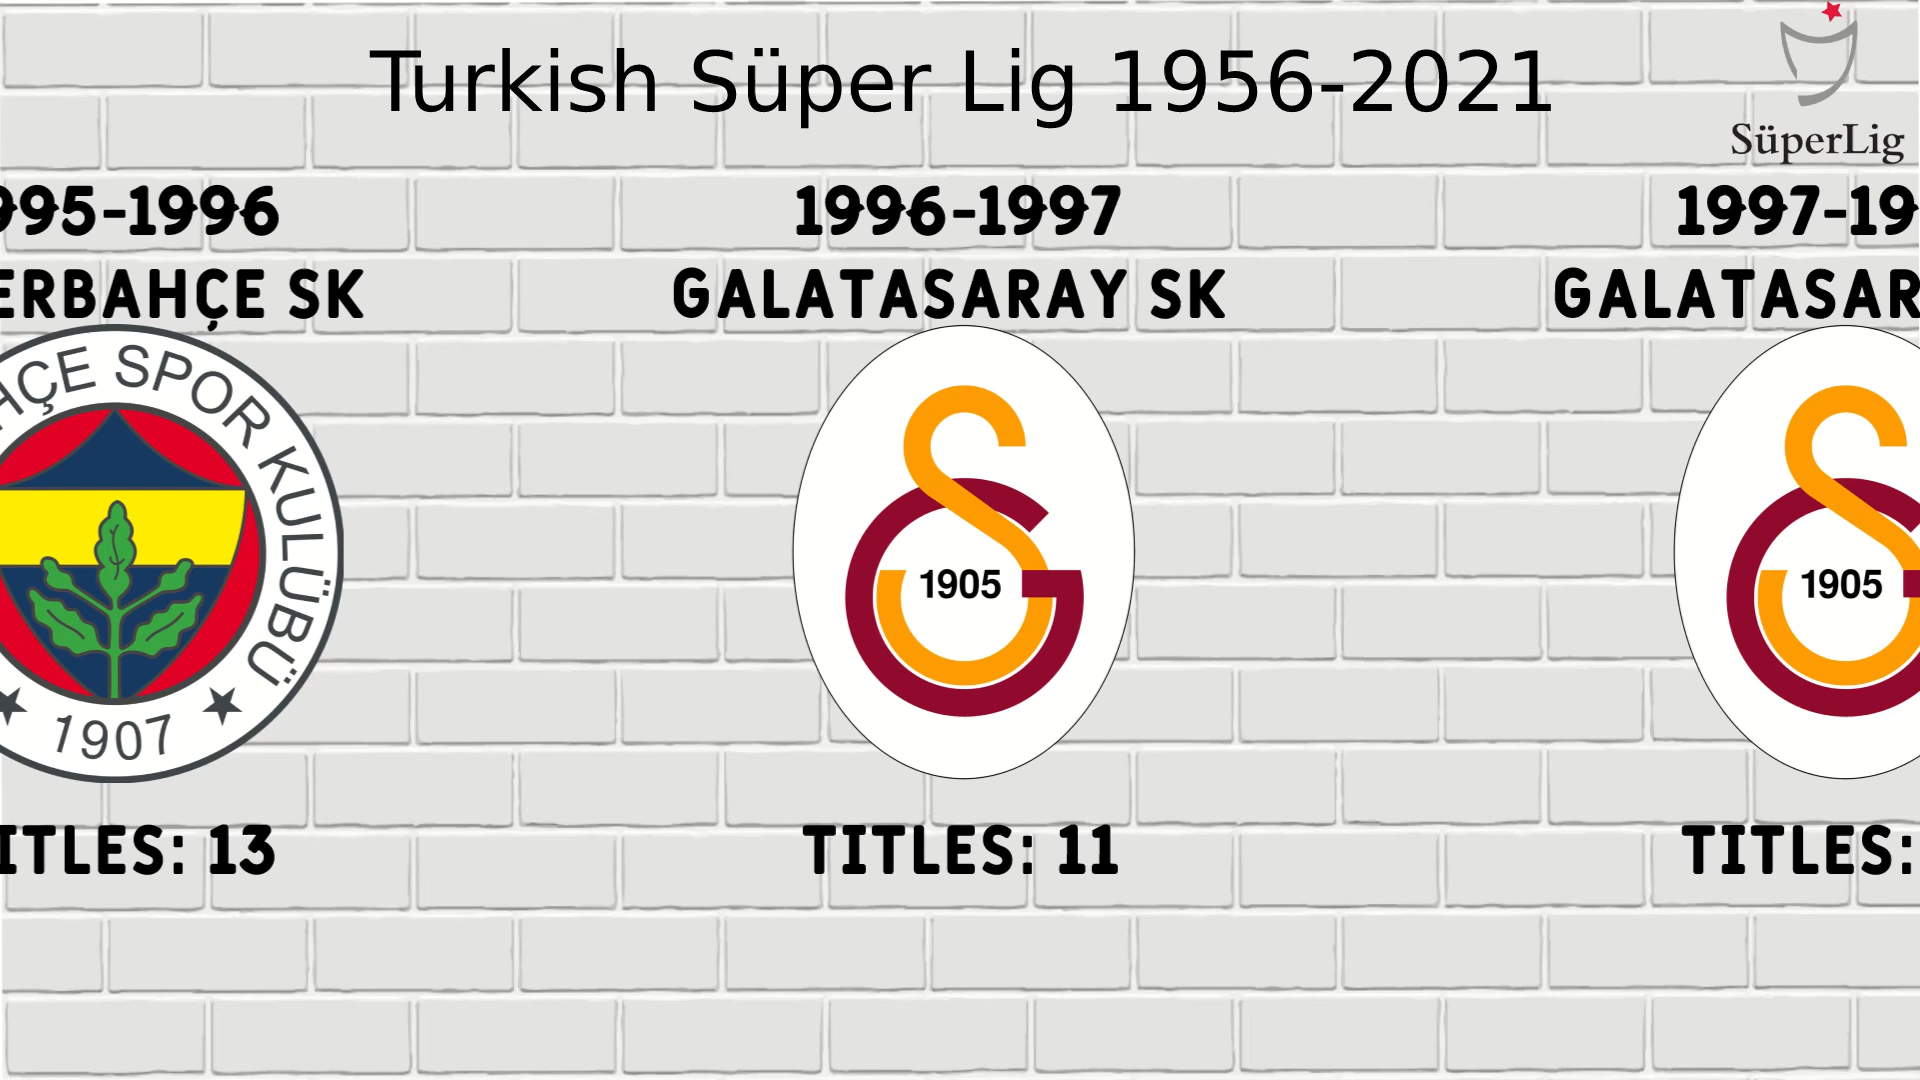 Turkish Süper Lig 1956-2021
SüperLig
995-1996
1996-1997
1997-19
ERBAHÇE SK
GALATASARAY SK
GALATASAR
HÇE SPOR KULÜBÜ
1907
1905
1905
ITLES: 13
TITLES: 11
TITLES: